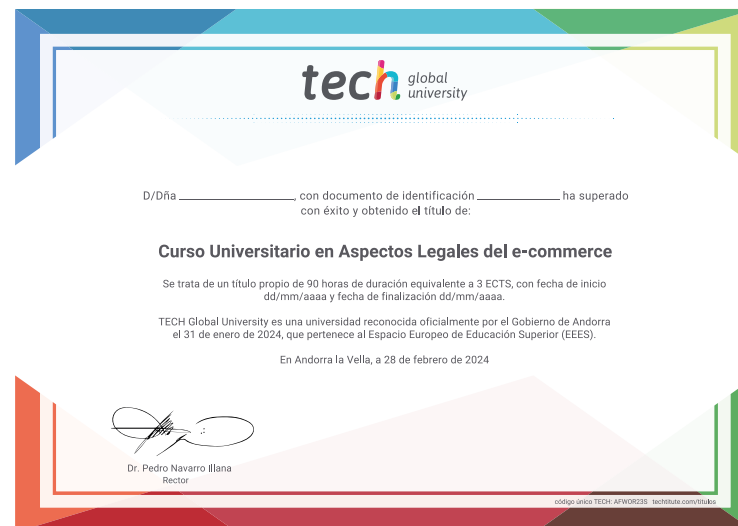 tech global university
D/Dña ____________________, con documento de identificación ______________ ha superado
con éxito y obtenido el título de:
Curso Universitario en Aspectos Legales del e-commerce
Se trata de un título propio de 90 horas de duración equivalente a 3 ECTS, con fecha de inicio
dd/mm/aaaa y fecha de finalización dd/mm/aaaa.
TECH Global University es una universidad reconocida oficialmente por el Gobierno de Andorra
el 31 de enero de 2024, que pertenece al Espacio Europeo de Educación Superior (EEES).
En Andorra la Vella, a 28 de febrero de 2024
Dr. Pedro Navarro Illana
Rector
código único TECH: AFWOR23S techtitute.com/títulos